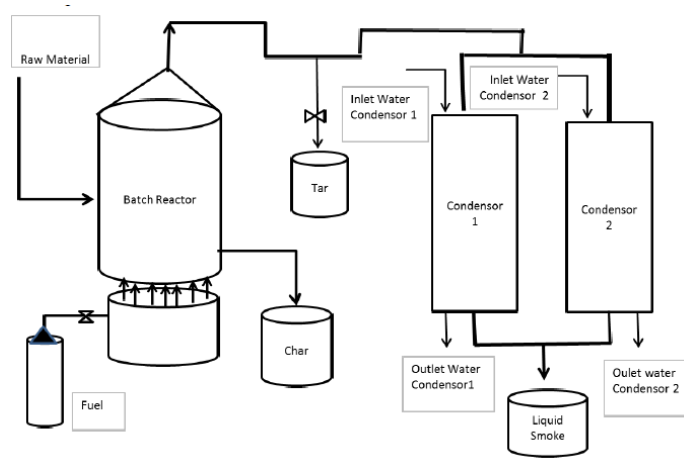 Raw Material
Inlet Water
Condensor 1
Inlet Water
Condensor 2
Batch Reactor
Tar
Condensor
1
Condensor
2
Char
Fuel
Outlet Water
Condensor1
Oulet water
Condensor 2
Liquid
Smoke